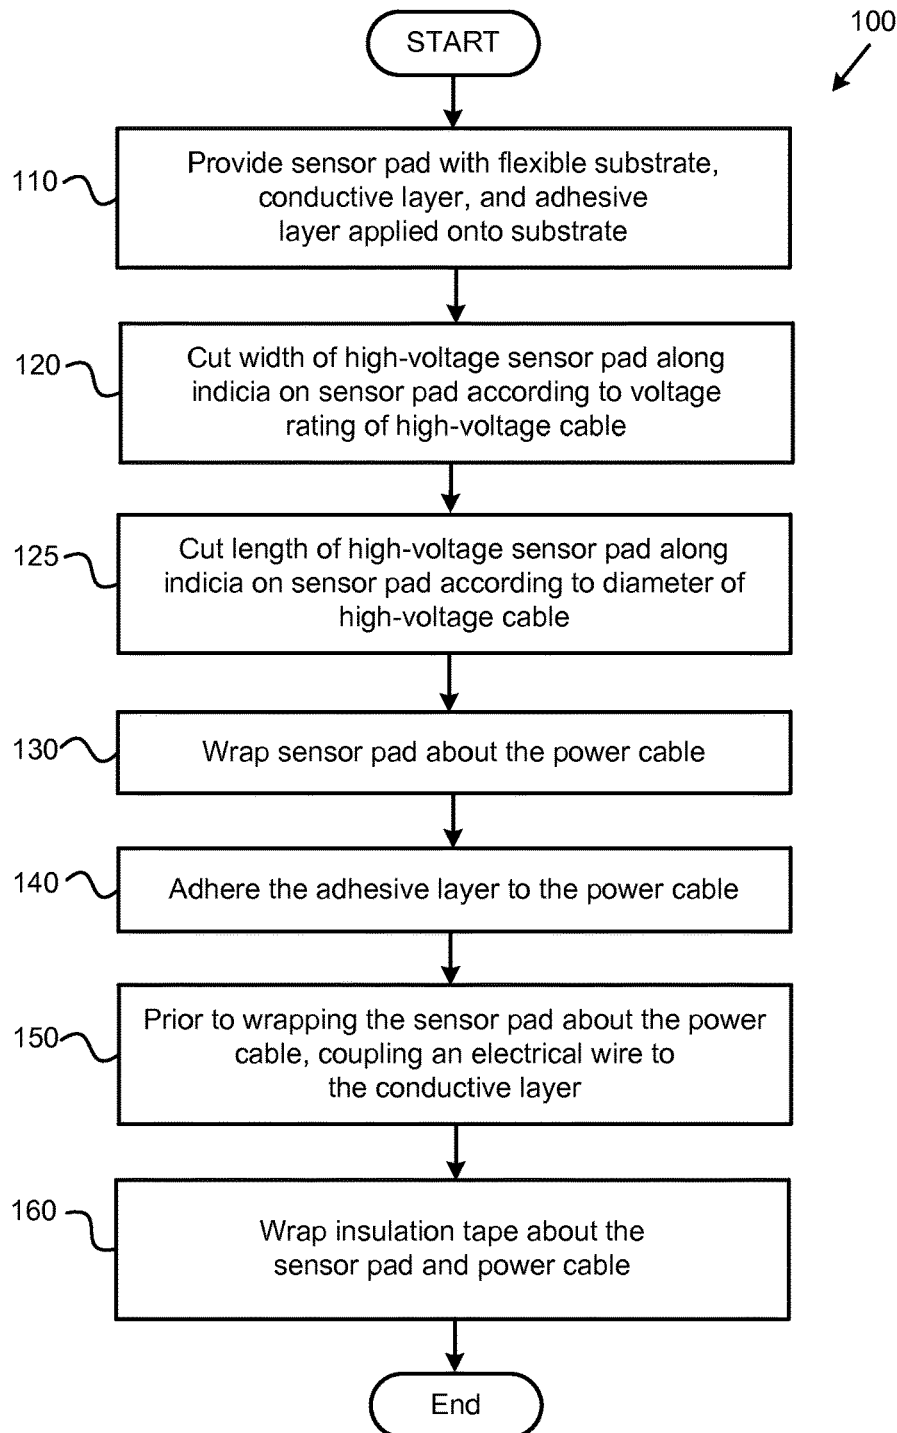 START
100
110
Provide sensor pad with flexible substrate,
conductive layer, and adhesive
layer applied onto substrate
120
Cut width of high-voltage sensor pad along
indicia on sensor pad according to voltage
rating of high-voltage cable
125
Cut length of high-voltage sensor pad along
indicia on sensor pad according to diameter of
high-voltage cable
130
Wrap sensor pad about the power cable
140
Adhere the adhesive layer to the power cable
150
Prior to wrapping the sensor pad about the power
cable, coupling an electrical wire to
the conductive layer
160
Wrap insulation tape about the
sensor pad and power cable
End